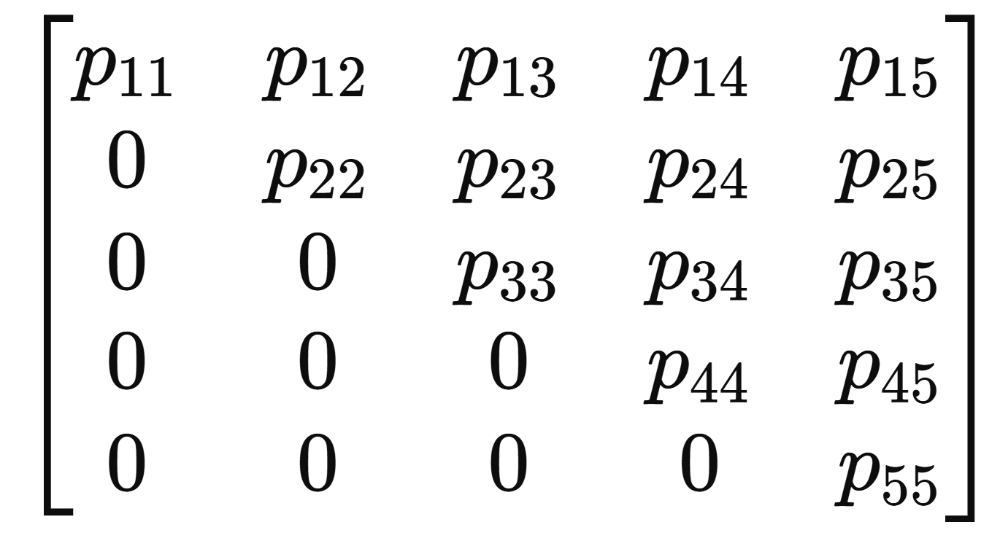 p₁₁ p₁₂ p₁₃ p₁₄ p₁₅
0 p₂₂ p₂₃ p₂₄ p₂₅
0 0 p₃₃ p₃₄ p₃₅
0 0 0 p₄₄ p₄₅
0 0 0 0 p₅₅